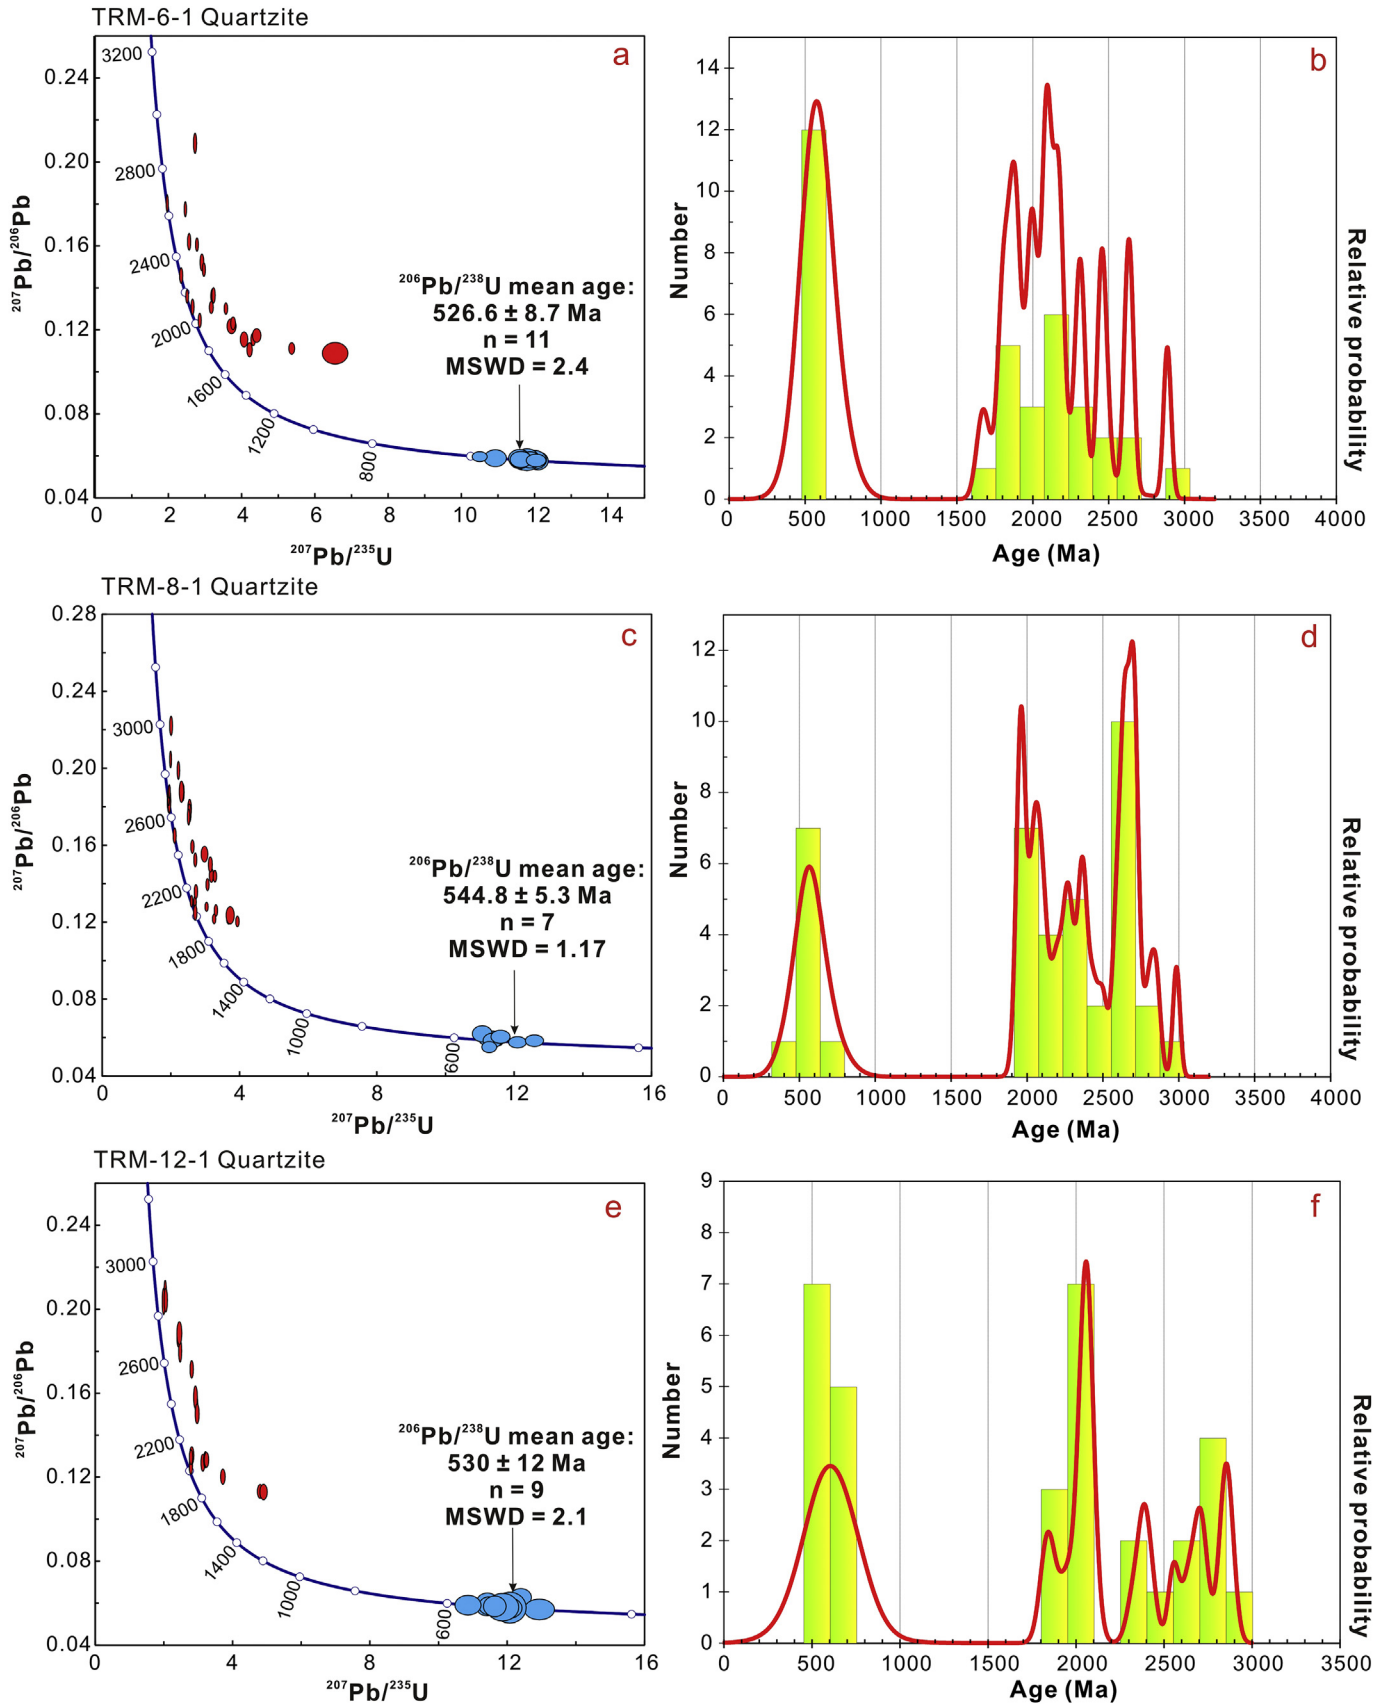 TRM-6-1 Quartzite
a
3200
2800
2400
2000
1600
1200
800
0.24
0.20
0.16
0.12
0.08
0.04
²⁰⁷Pb/²⁰⁶Pb
²⁰⁶Pb/²³⁸U mean age:
526.6 ± 8.7 Ma
n = 11
MSWD = 2.4
0 2 4 6 8 10 12 14
²⁰⁷Pb/²³⁵U
b
14
12
10
8
6
4
2
0
Number
Relative probability
0 500 1000 1500 2000 2500 3000 3500 4000
Age (Ma)
TRM-8-1 Quartzite
c
3000
2600
2200
1800
1400
1000
600
0.28
0.24
0.20
0.16
0.12
0.08
0.04
²⁰⁷Pb/²⁰⁶Pb
²⁰⁶Pb/²³⁸U mean age:
544.8 ± 5.3 Ma
n = 7
MSWD = 1.17
0 4 8 12 16
²⁰⁷Pb/²³⁵U
d
12
10
8
6
4
2
0
Number
Relative probability
0 500 1000 1500 2000 2500 3000 3500 4000
Age (Ma)
TRM-12-1 Quartzite
e
3000
2600
2200
1800
1400
1000
600
0.24
0.20
0.16
0.12
0.08
0.04
²⁰⁷Pb/²⁰⁶Pb
²⁰⁶Pb/²³⁸U mean age:
530 ± 12 Ma
n = 9
MSWD = 2.1
0 4 8 12 16
²⁰⁷Pb/²³⁵U
f
9
8
7
6
5
4
3
2
1
0
Number
Relative probability
0 500 1000 1500 2000 2500 3000 3500
Age (Ma)